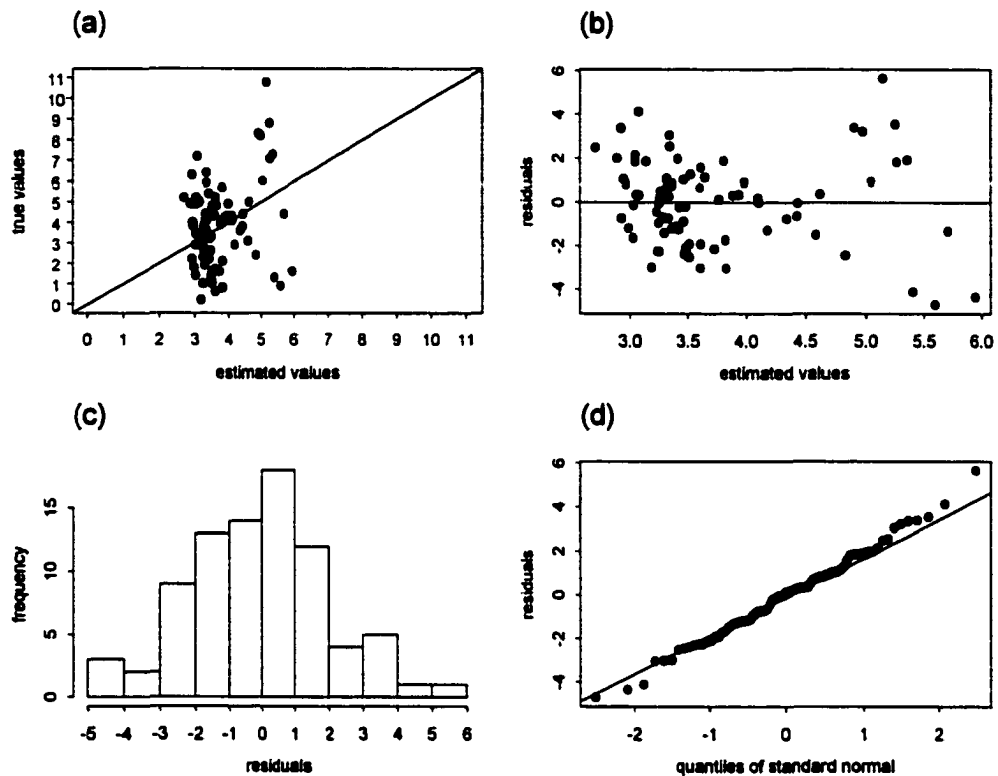 (a)
true values
11
10
9
8
7
6
5
4
3
2
1
0
0 1 2 3 4 5 6 7 8 9 10 11
estimated values
(b)
residuals
6
4
2
0
-2
-4
3.0 3.5 4.0 4.5 5.0 5.5 6.0
estimated values
(c)
frequency
15
10
5
0
-5 -4 -3 -2 -1 0 1 2 3 4 5 6
residuals
(d)
residuals
6
4
2
0
-2
-4
-2 -1 0 1 2
quantiles of standard normal